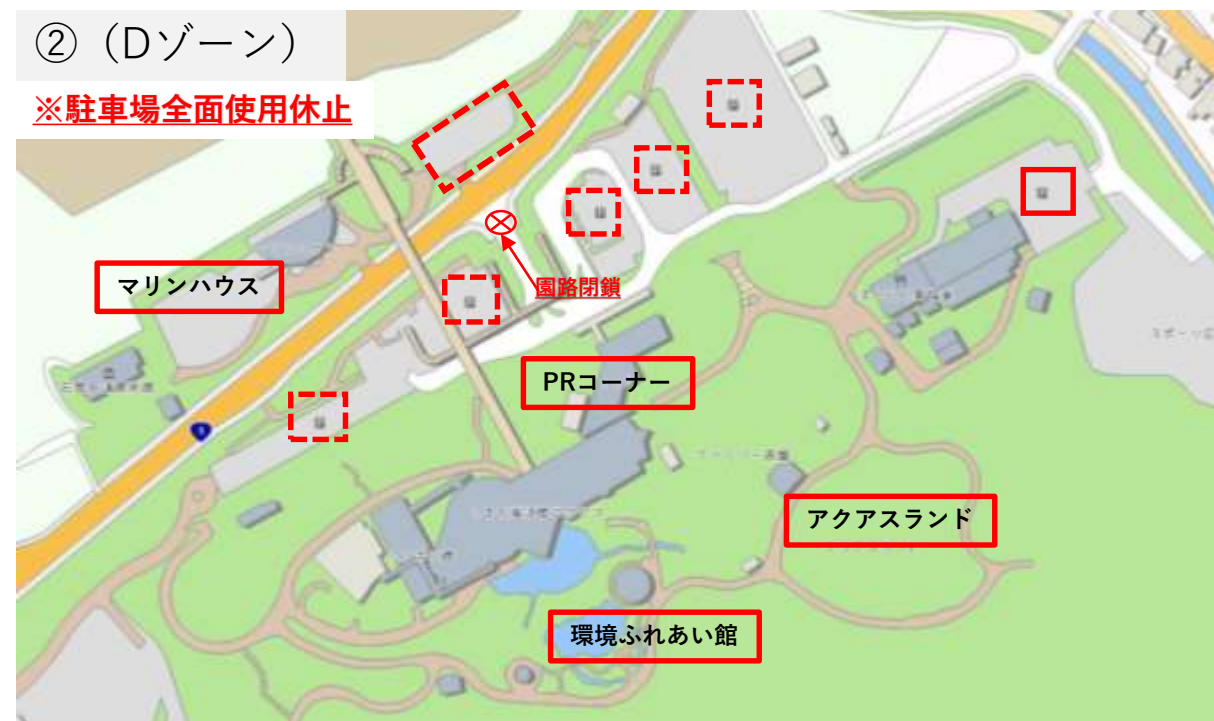 ②（Dゾーン）
※駐車場全面使用休止
マリンハウス
園路閉鎖
PRコーナー
9
アクアスランド
環境ふれあい館